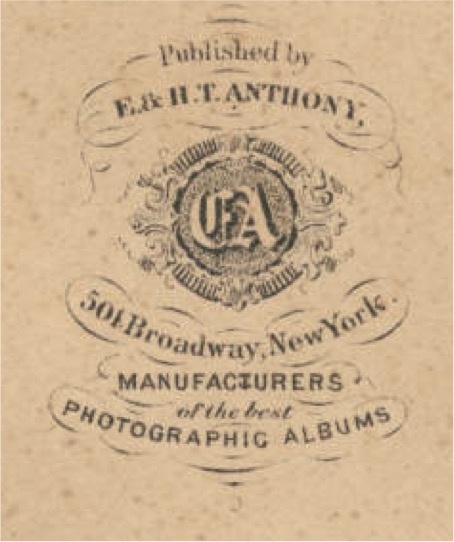 Published by
E. & H. T. ANTHONY,
EA
501 Broadway, New York.
MANUFACTURERS
of the best
PHOTOGRAPHIC ALBUMS